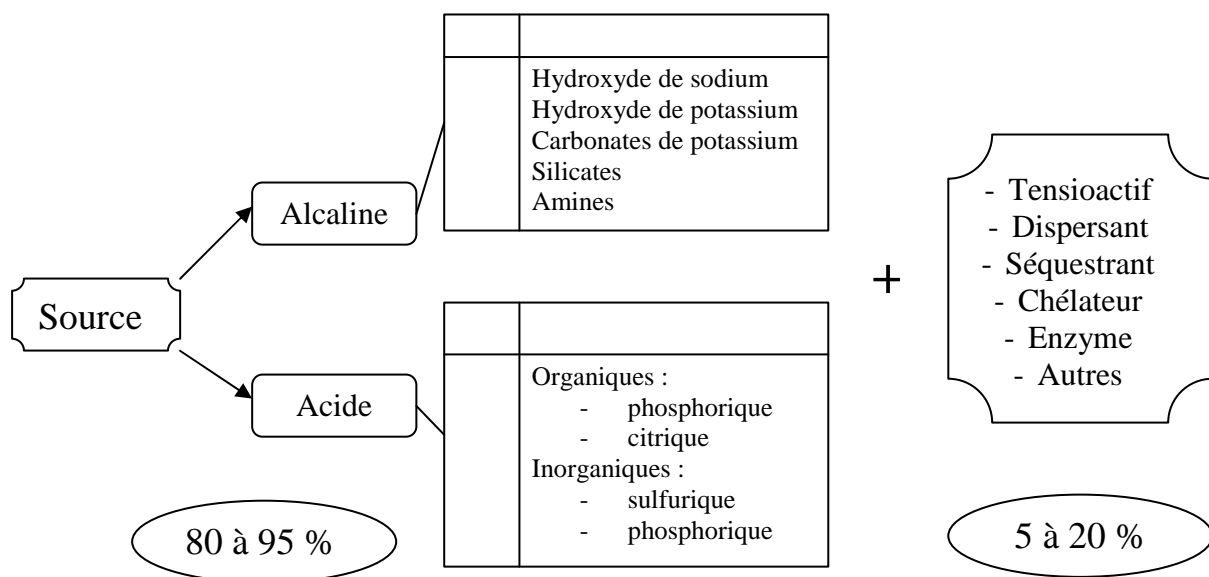 Source
Alcaline
Hydroxyde de sodium
Hydroxyde de potassium
Carbonates de potassium
Silicates
Amines
Acide
Organiques :
- phosphorique
- citrique
Inorganiques :
- sulfurique
- phosphorique
80 à 95 %
+
- Tensioactif
- Dispersant
- Séquestrant
- Chélateur
- Enzyme
- Autres
5 à 20 %